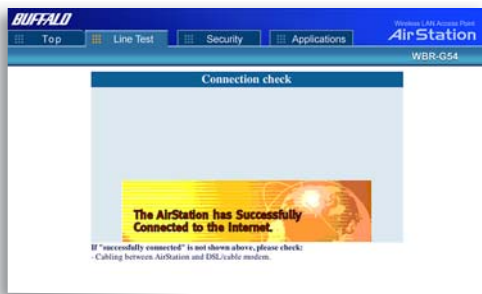 BUFFALO
Wireless LAN Access Point
AirStation
Top
Line Test
Security
Applications
WBR-G54
Connection check
The AirStation has Successfully
Connected to the Internet.
If "successfully connected" is not shown above, please check:
- Cabling between AirStation and DSL/cable modem.